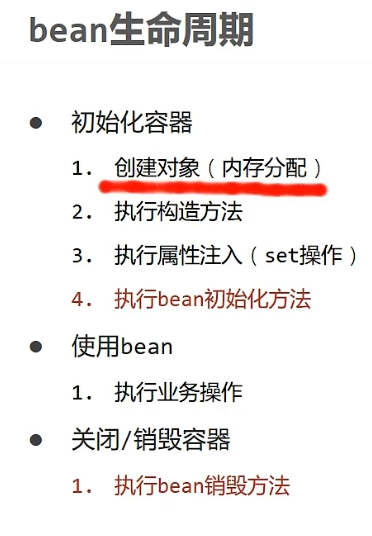 bean生命周期
● 初始化容器
1. 创建对象（内存分配）
2. 执行构造方法
3. 执行属性注入（set操作）
4. 执行bean初始化方法
● 使用bean
1. 执行业务操作
● 关闭/销毁容器
1. 执行bean销毁方法